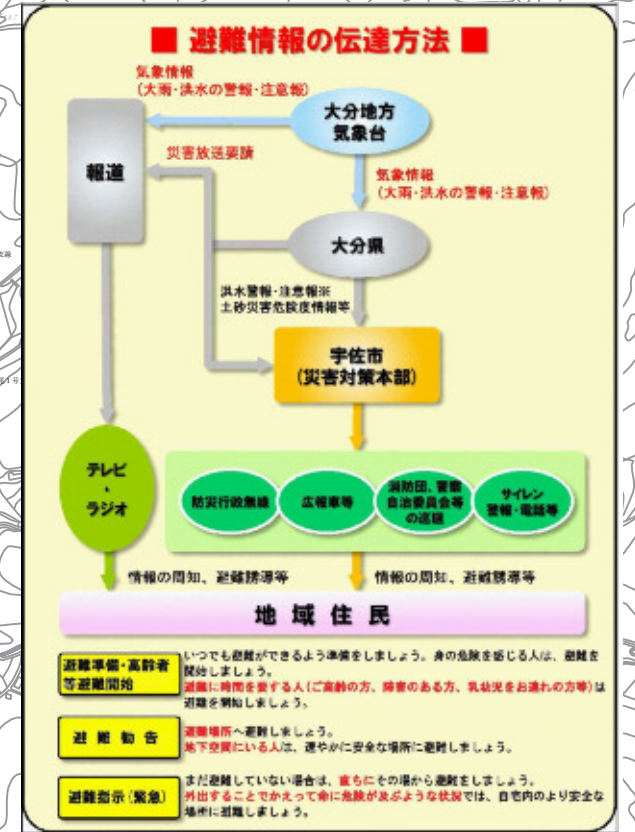 ■ 避難情報の伝達方法 ■
気象情報
(大雨・洪水の警報・注意報)
大分地方
気象台
報道
災害放送要請
気象情報
(大雨・洪水の警報・注意報)
大分県
洪水警報・注意報※
土砂災害危険度情報等
宇佐市
(災害対策本部)
テレビ
・
ラジオ
防災行政無線
広報車等
消防団、警察
自治委員会等
の巡回
サイレン
警報・電話等
情報の周知、避難誘導等
情報の周知、避難誘導等
地域住民
避難準備・高齢者
等避難開始
いつでも避難ができるよう準備をしましょう。身の危険を感じる人は、避難を
開始しましょう。
避難に時間を要する人(ご高齢の方、障害のある方、乳幼児をお連れの方等)は
避難を開始しましょう。
避難勧告
避難場所へ避難しましょう。
地下空間にいる人は、速やかに安全な場所に避難しましょう。
避難指示(緊急)
まだ避難していない場合は、直ちにその場から避難をしましょう。
外出することでかえって命に危険が及ぶような状況では、自宅内のより安全な
場所に避難しましょう。